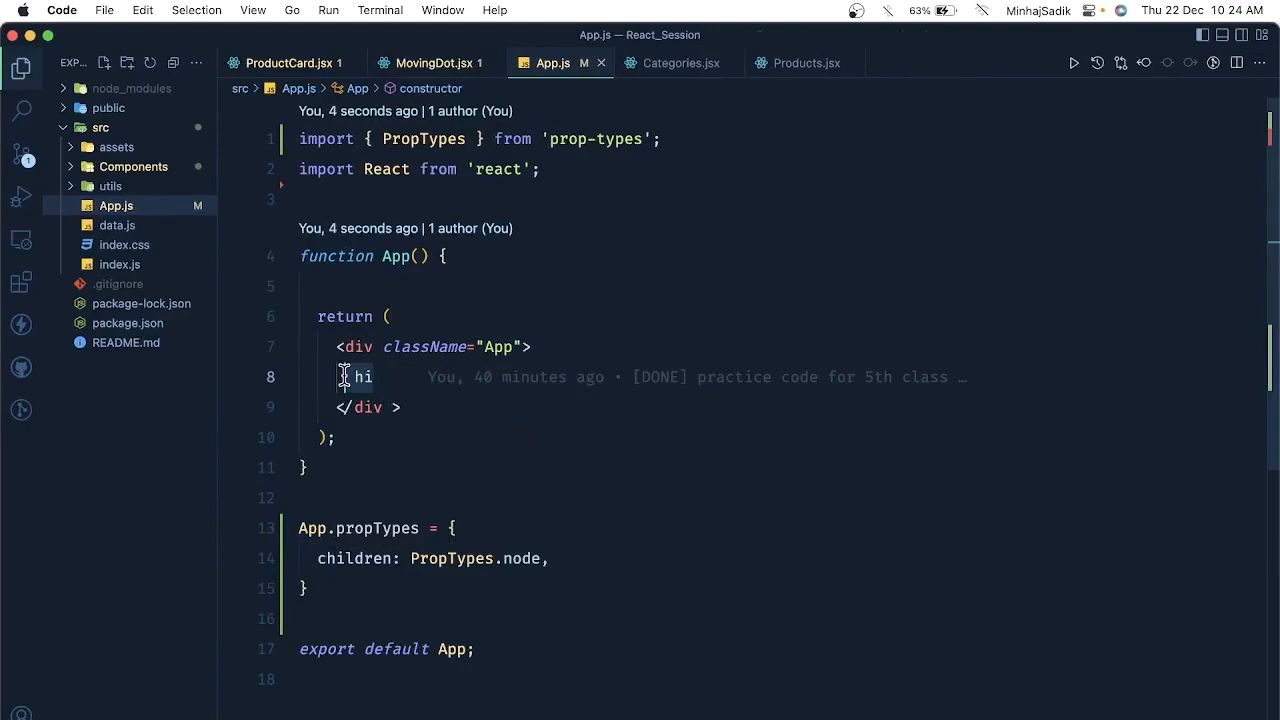 Code File Edit Selection View Go Run Terminal Window Help 63% MinhajSadik Thu 22 Dec 10:24 AM
App.js — React_Session
EXP... ProductCard.jsx 1 MovingDot.jsx 1 App.js M Categories.jsx Products.jsx
src App.js App constructor
node_modules
public
src
assets
Components
utils
App.js M
data.js
index.css
index.js
.gitignore
package-lock.json
package.json
README.md
1
You, 4 seconds ago | 1 author (You)
1 import { PropTypes } from 'prop-types';
2 import React from 'react';
3
You, 4 seconds ago | 1 author (You)
4 function App() {
5
6 return (
7 <div className="App">
8 hi You, 40 minutes ago • [DONE] practice code for 5th class …
9 </div >
10 );
11 }
12
13 App.propTypes = {
14 children: PropTypes.node,
15 }
16
17 export default App;
18